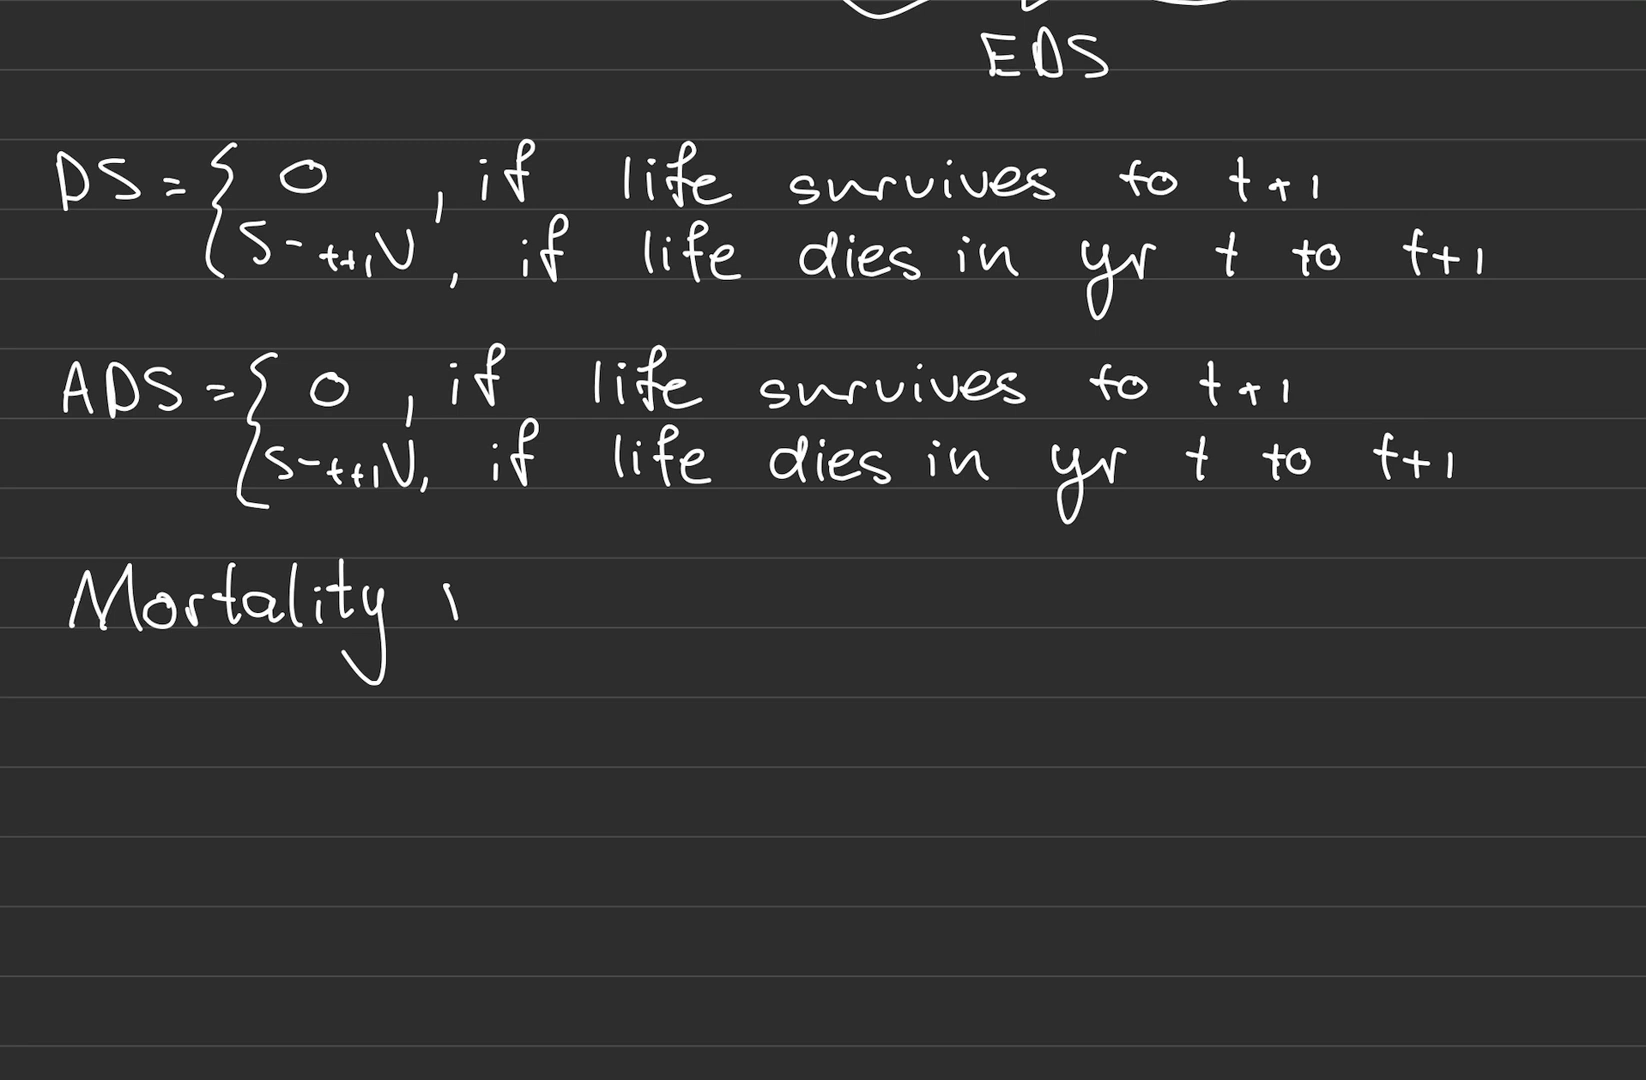 EDS
DS = { 0 , if life survives to t+1
{ S - t+1V , if life dies in yr t to t+1
ADS = { 0 , if life survives to t+1
{ S - t+1V , if life dies in yr t to t+1
Mortality